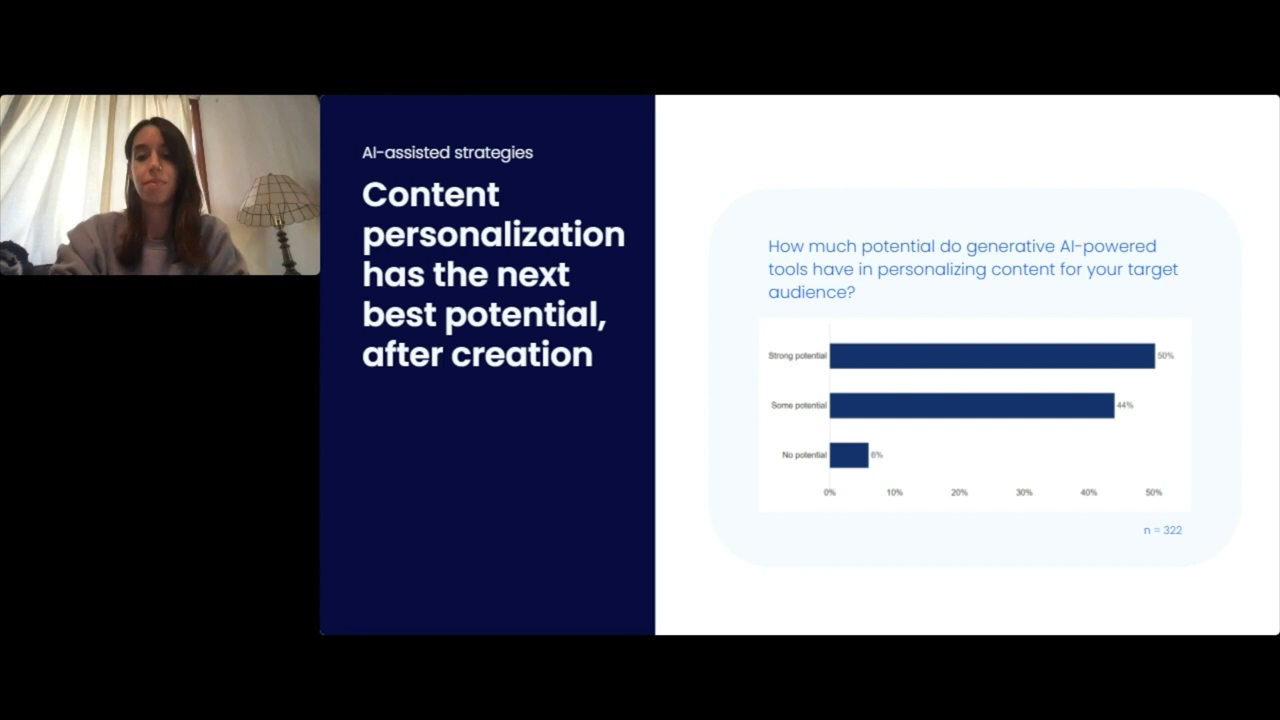 AI-assisted strategies
Content
personalization
has the next
best potential,
after creation
How much potential do generative AI-powered
tools have in personalizing content for your target
audience?
Strong potential 50%
Some potential 44%
No potential 6%
0% 10% 20% 30% 40% 50%
n = 322